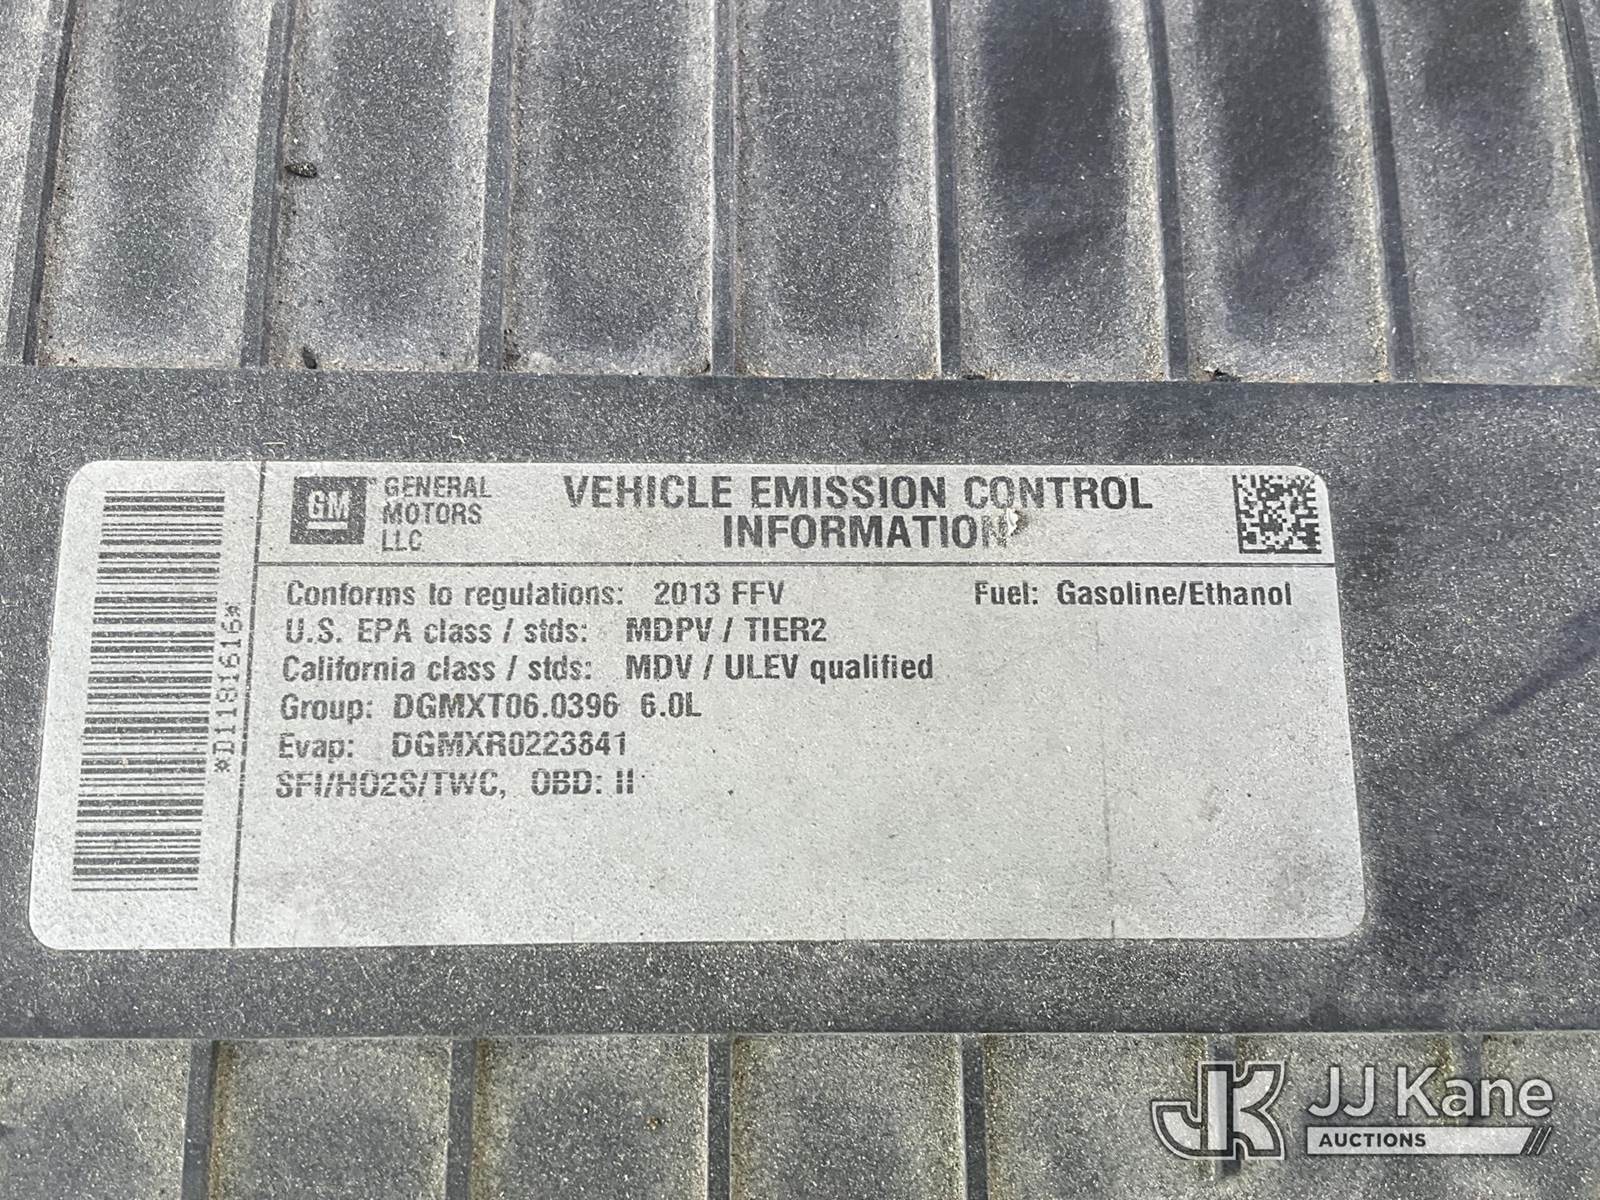 *D1181616*
GM
GENERAL
MOTORS
LLC
VEHICLE EMISSION CONTROL
INFORMATION
Conforms to regulations: 2013 FFV Fuel: Gasoline/Ethanol
U.S. EPA class / stds: MDPV / TIER2
California class / stds: MDV / ULEV qualified
Group: DGMXT06.0396 6.0L
Evap: DGMXR0223841
SFI/HO2S/TWC, OBD: II
JK JJ Kane
AUCTIONS